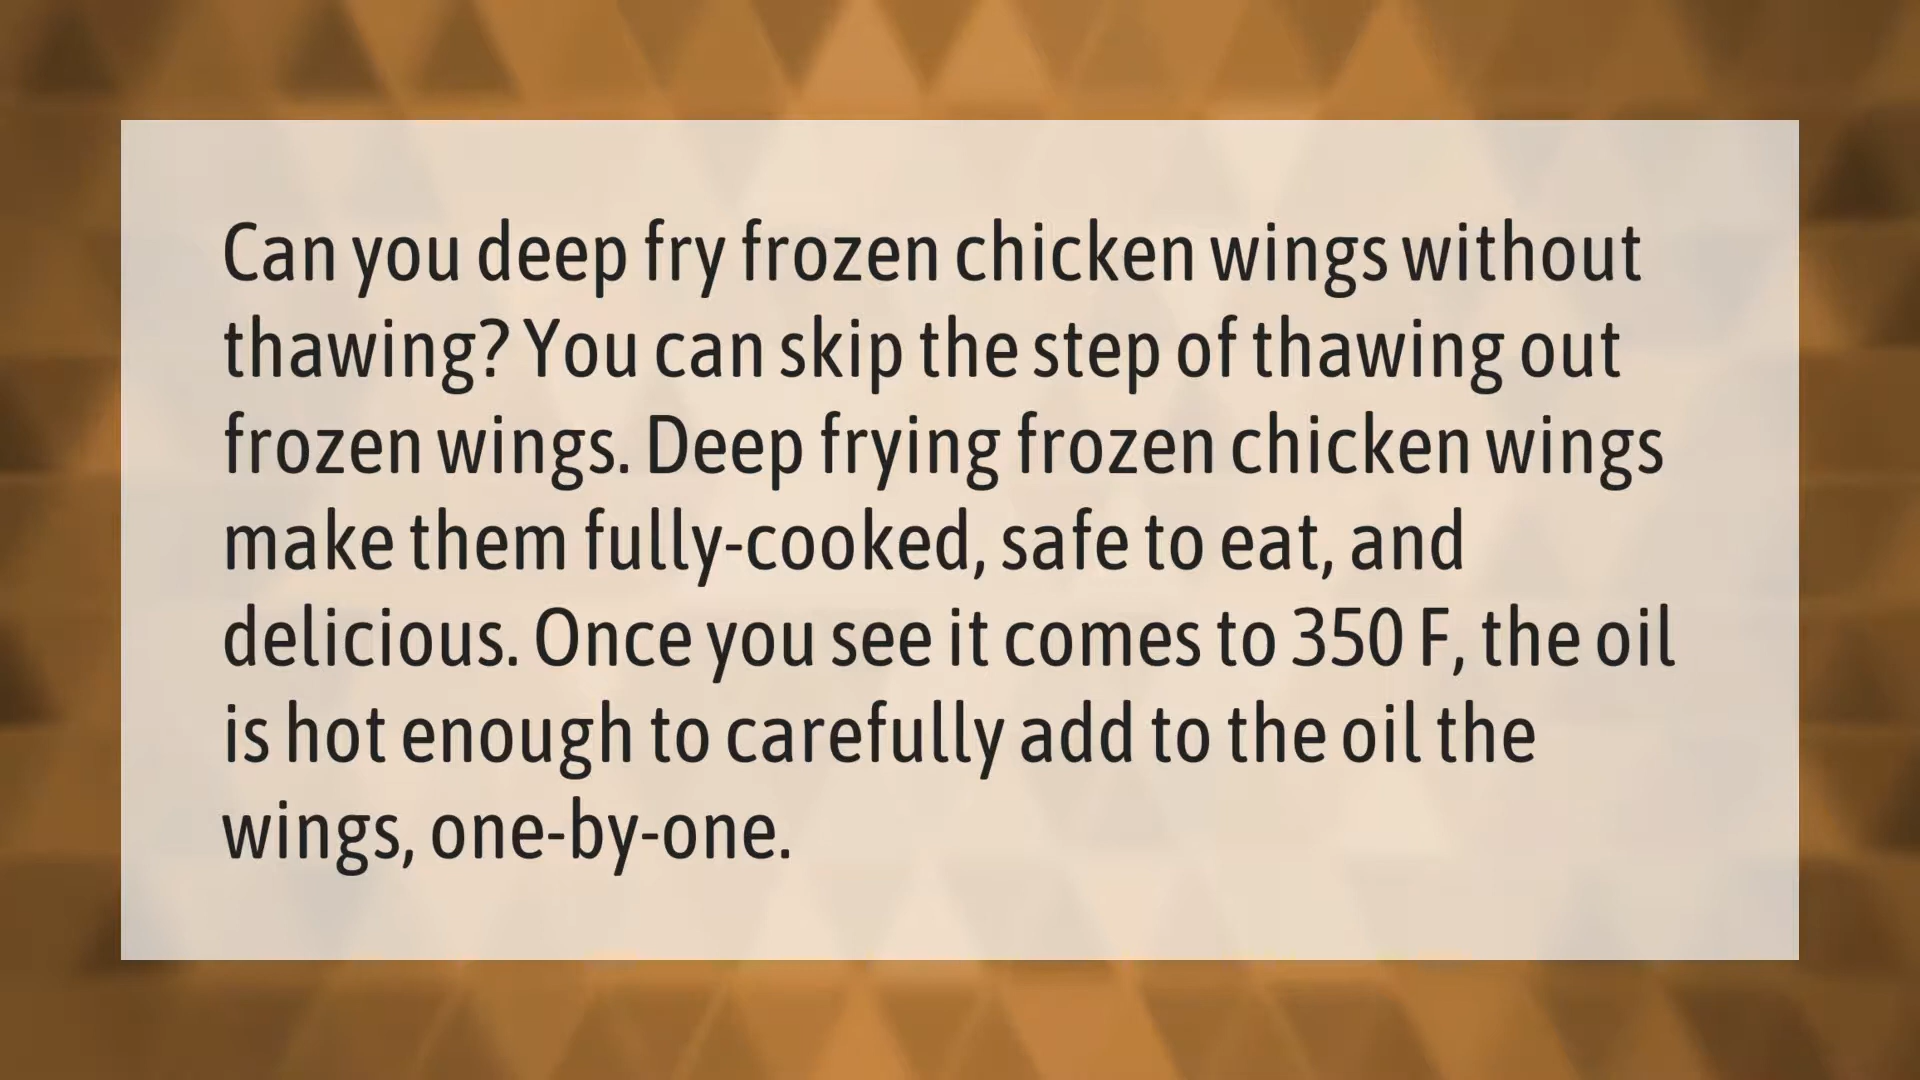 Can you deep fry frozen chicken wings without
thawing? You can skip the step of thawing out
frozen wings. Deep frying frozen chicken wings
make them fully-cooked, safe to eat, and
delicious. Once you see it comes to 350 F, the oil
is hot enough to carefully add to the oil the
wings, one-by-one.